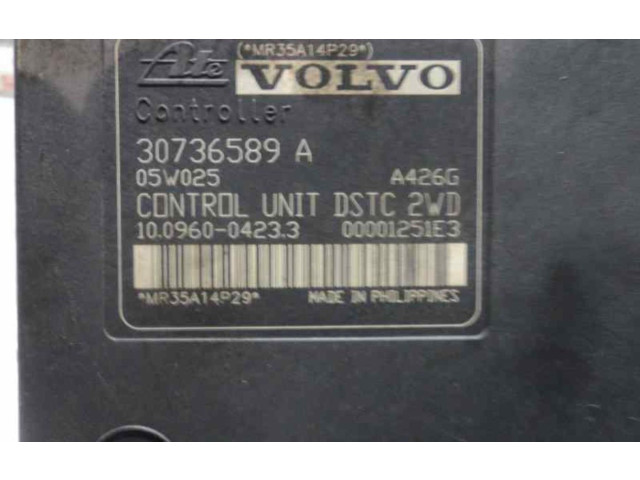 (*MR35A14P29*)
Ate VOLVO
Controller
30736589 A
05W025 A426G
CONTROL UNIT DSTC 2WD
10.0960-0423.3 00001251E3
*MR35A14P29* MADE IN PHILIPPINES